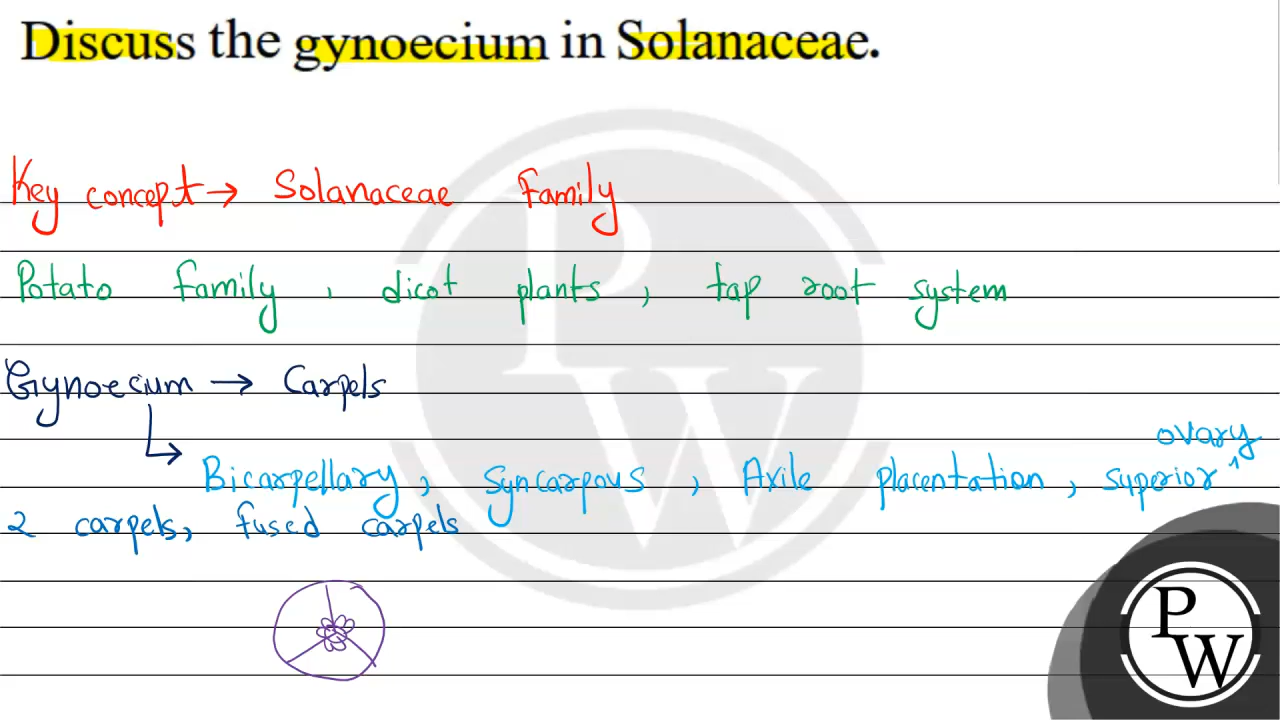 Discuss the gynoecium in Solanaceae.
Key concept → Solanaceae Family
Potato family, dicot plants, tap root system
Gynoecium → Carpels
ovary
Bicarpellary, Syncarpous, Axile placentation, superior ^
2 carpels, fused carpels
P
W
P
W